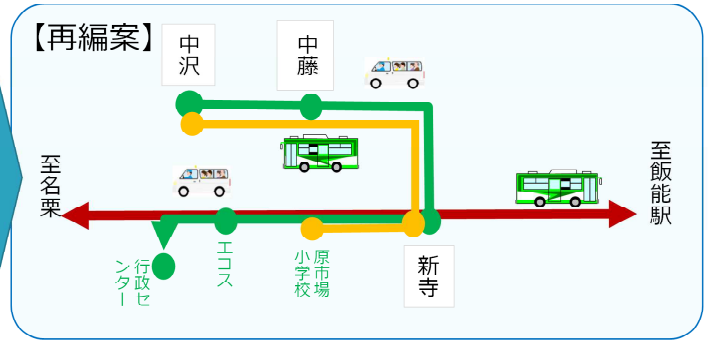 【再編案】
中沢
中藤
至名栗
至飯能駅
行政セ
ンター
エコス
原市場
小学校
新寺